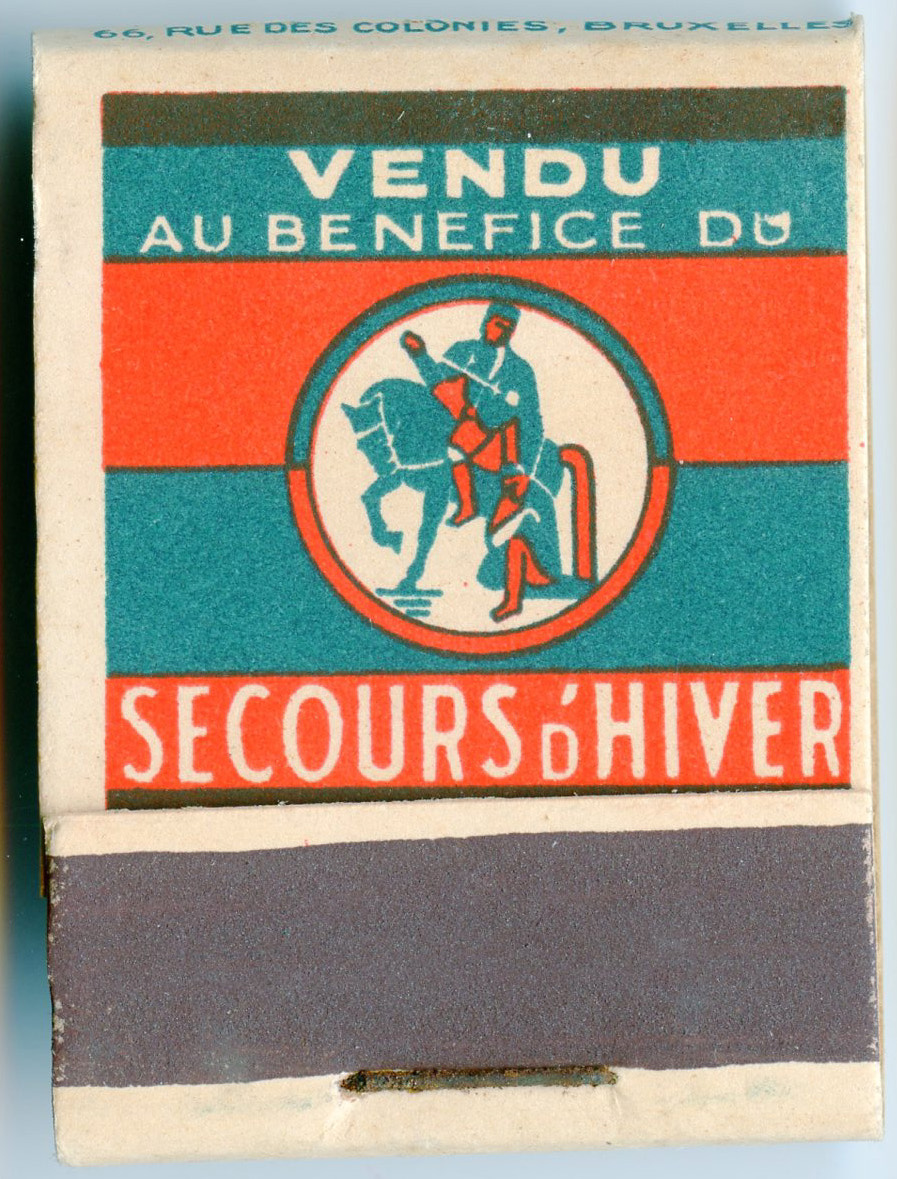 66, RUE DES COLONIES, BRUXELLES
VENDU
AU BENEFICE DU
SECOURS D'HIVER